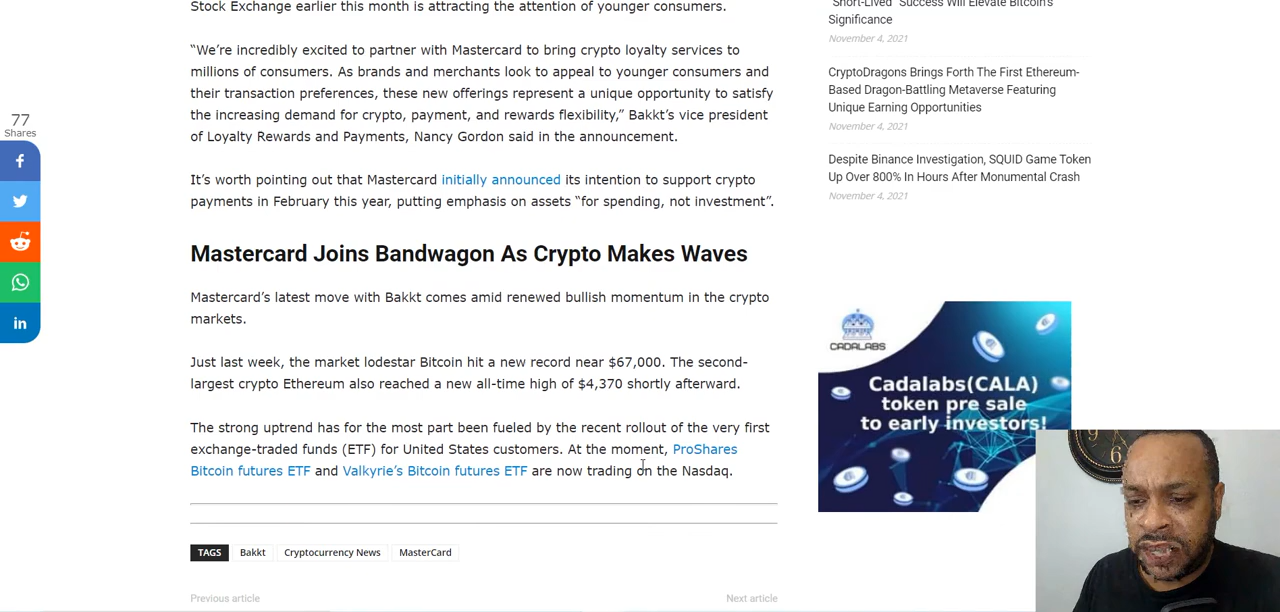 Stock Exchange earlier this month is attracting the attention of younger consumers.
“We’re incredibly excited to partner with Mastercard to bring crypto loyalty services to
millions of consumers. As brands and merchants look to appeal to younger consumers and
their transaction preferences, these new offerings represent a unique opportunity to satisfy
the increasing demand for crypto, payment, and rewards flexibility,” Bakkt’s vice president
of Loyalty Rewards and Payments, Nancy Gordon said in the announcement.
It’s worth pointing out that Mastercard initially announced its intention to support crypto
payments in February this year, putting emphasis on assets “for spending, not investment”.
Mastercard Joins Bandwagon As Crypto Makes Waves
Mastercard’s latest move with Bakkt comes amid renewed bullish momentum in the crypto
markets.
Just last week, the market lodestar Bitcoin hit a new record near $67,000. The second-
largest crypto Ethereum also reached a new all-time high of $4,370 shortly afterward.
The strong uptrend has for the most part been fueled by the recent rollout of the very first
exchange-traded funds (ETF) for United States customers. At the moment, ProShares
Bitcoin futures ETF and Valkyrie’s Bitcoin futures ETF are now trading on the Nasdaq.
TAGS Bakkt Cryptocurrency News MasterCard
Previous article
Next article
77
Shares
"Short-Lived" Success Will Elevate Bitcoin's
Significance
November 4, 2021
CryptoDragons Brings Forth The First Ethereum-
Based Dragon-Battling Metaverse Featuring
Unique Earning Opportunities
November 4, 2021
Despite Binance Investigation, SQUID Game Token
Up Over 800% In Hours After Monumental Crash
November 4, 2021
CADALABS
Cadalabs(CALA)
token pre sale
to early investors!
9
6